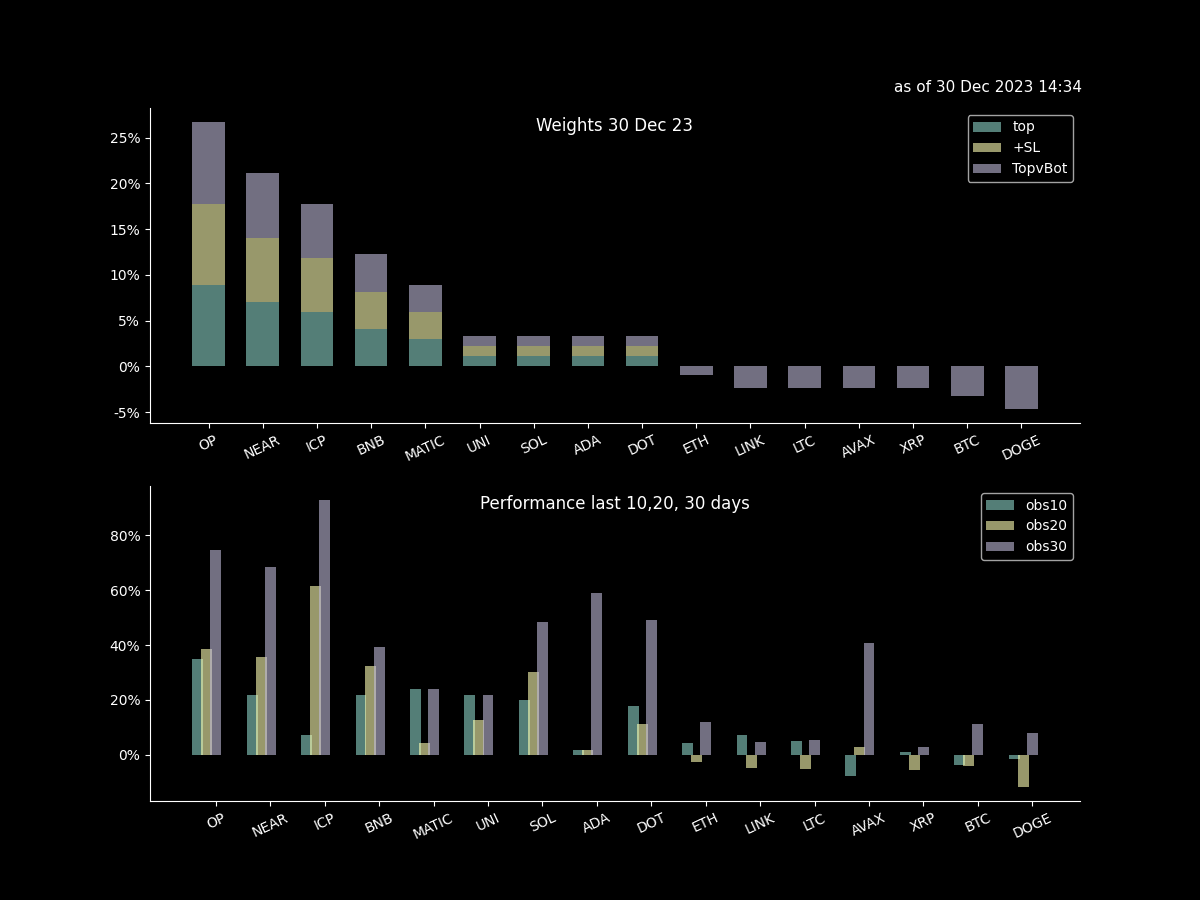 as of 30 Dec 2023 14:34
Weights 30 Dec 23
top
+SL
TopvBot
25%
20%
15%
10%
5%
0%
-5%
OP NEAR ICP BNB MATIC UNI SOL ADA DOT ETH LINK LTC AVAX XRP BTC DOGE
Performance last 10,20, 30 days
obs10
obs20
obs30
80%
60%
40%
20%
0%
OP NEAR ICP BNB MATIC UNI SOL ADA DOT ETH LINK LTC AVAX XRP BTC DOGE